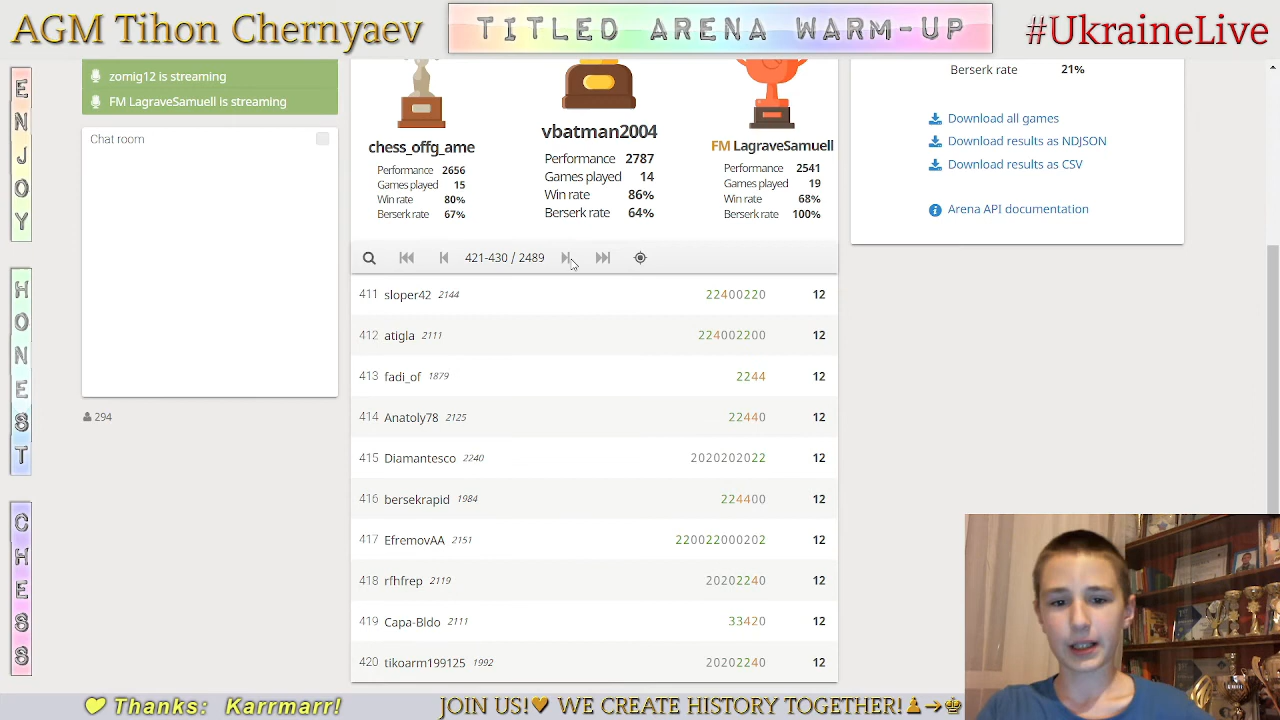 AGM Tihon Chernyaev
TITLED ARENA WARM-UP
#UkraineLive
ENJOY
HONEST
CHESS
zomig12 is streaming
FM LagraveSamuell is streaming
Chat room
294
chess_offg_ame
Performance 2656
Games played 15
Win rate 80%
Berserk rate 67%
vbatman2004
Performance 2787
Games played 14
Win rate 86%
Berserk rate 64%
FM LagraveSamuell
Performance 2541
Games played 19
Win rate 68%
Berserk rate 100%
421-430 / 2489
411 sloper42 2144 22400220 12
412 atigla 2111 224002200 12
413 fadi_of 1879 2244 12
414 Anatoly78 2125 22440 12
415 Diamantesco 2240 2020202022 12
416 bersekrapid 1984 224400 12
417 EfremovAA 2151 220022000202 12
418 rfhfrep 2119 20202240 12
419 Capa-Bldo 2111 33420 12
420 tikoarm199125 1992 20202240 12
Berserk rate 21%
Download all games
Download results as NDJSON
Download results as CSV
Arena API documentation
Thanks: Karrmarr!
JOIN US!♥ WE CREATE HISTORY TOGETHER!♟→♚